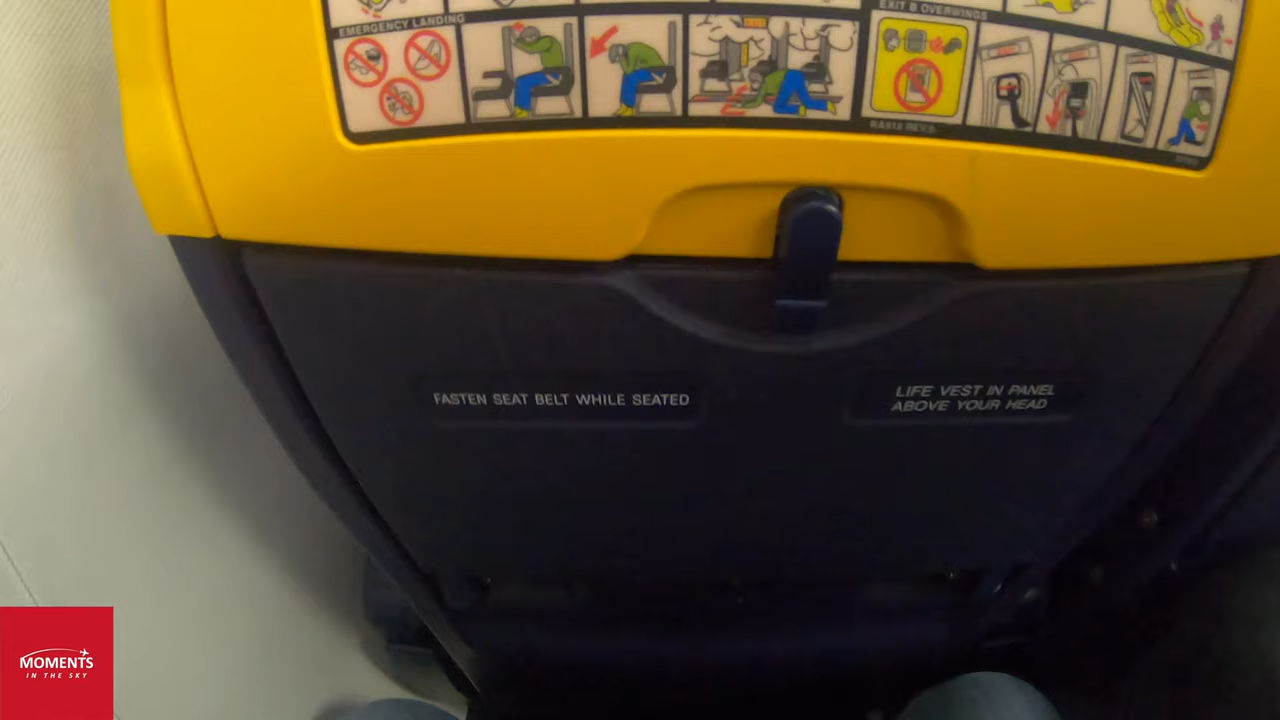 EXIT B OVERWINGS
EMERGENCY LANDING
FASTEN SEAT BELT WHILE SEATED
LIFE VEST IN PANEL
ABOVE YOUR HEAD
MOMENTS
IN THE SKY